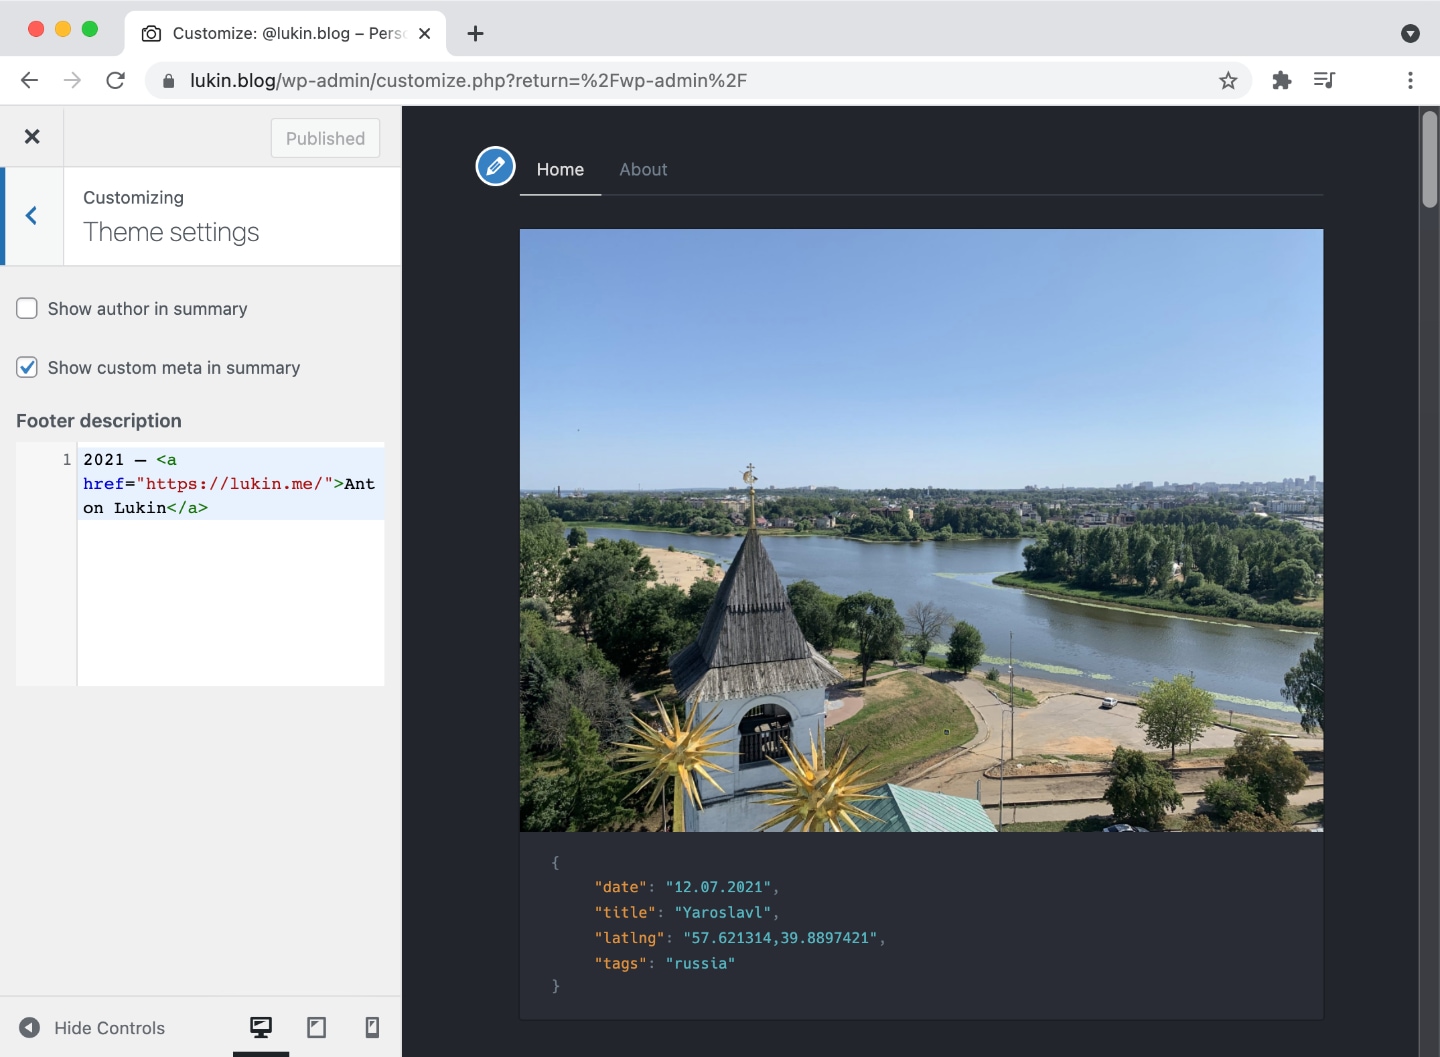 Customize: @lukin.blog – Pers
lukin.blog/wp-admin/customize.php?return=%2Fwp-admin%2F
Published
Customizing
Theme settings
Show author in summary
Show custom meta in summary
Footer description
1
2021 — <a
href="https://lukin.me/">Ant
on Lukin</a>
Hide Controls
Home
About
{
"date": "12.07.2021",
"title": "Yaroslavl",
"latlng": "57.621314,39.8897421",
"tags": "russia"
}